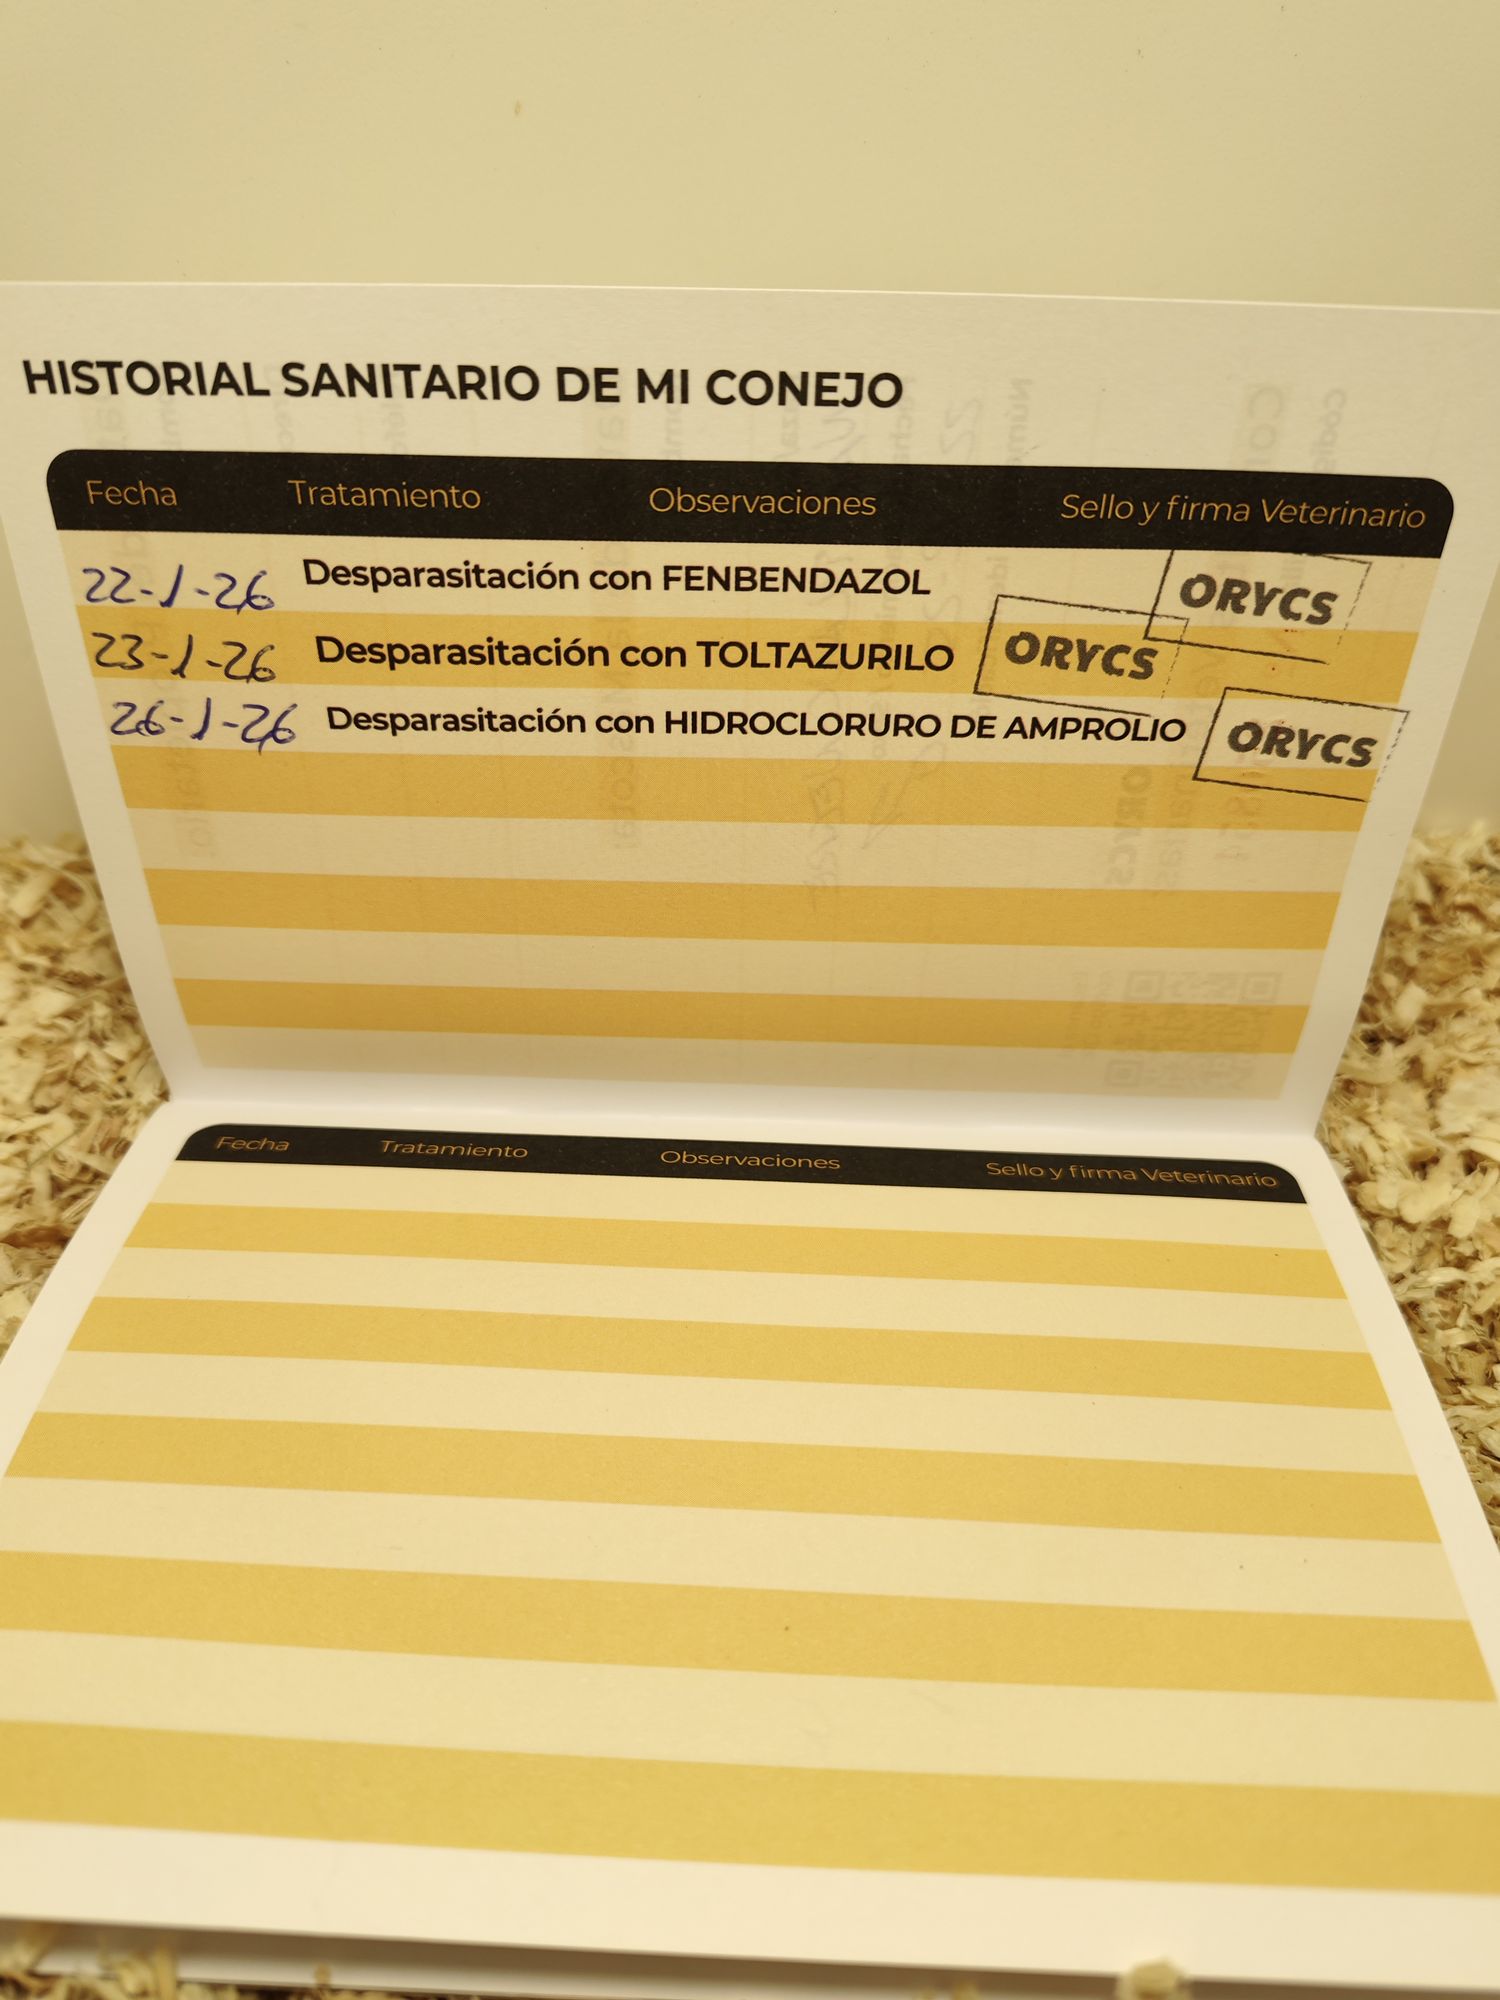 HISTORIAL SANITARIO DE MI CONEJO
Fecha Tratamiento Observaciones Sello y firma Veterinario
22-1-26 Desparasitación con FENBENDAZOL ORYCS
23-1-26 Desparasitación con TOLTAZURILO ORYCS
26-1-26 Desparasitación con HIDROCLORURO DE AMPROLIO ORYCS
Fecha Tratamiento Observaciones Sello y firma Veterinario